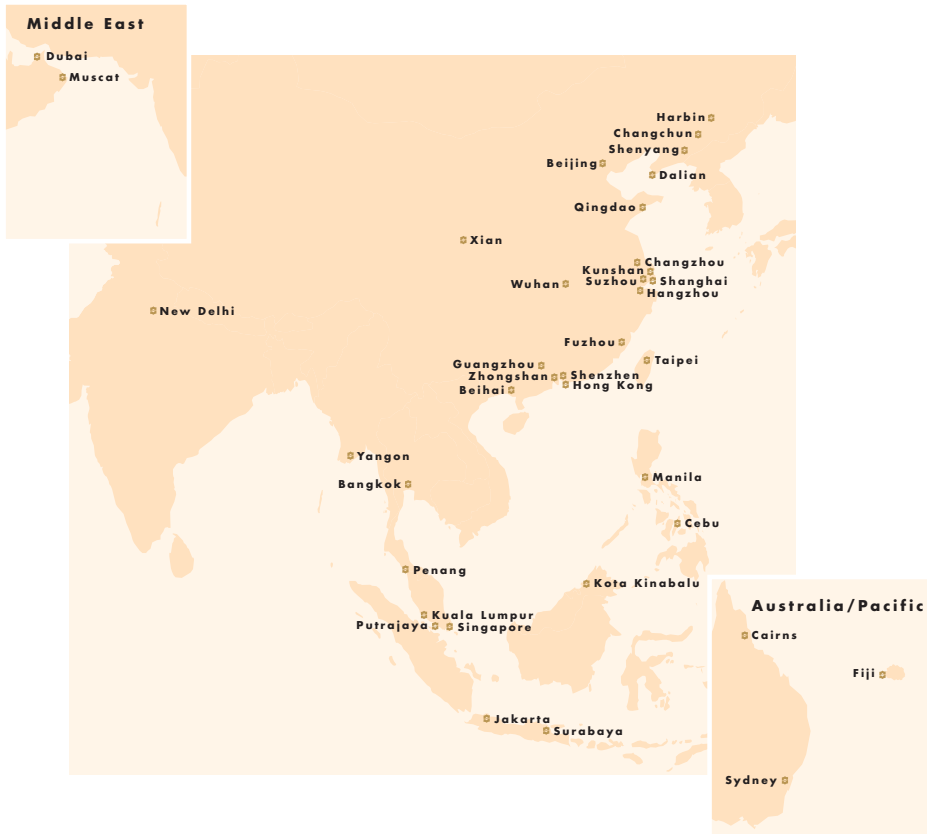 Middle East
Dubai
Muscat
Harbin
Changchun
Shenyang
Beijing
Dalian
Qingdao
Xian
Changzhou
Kunshan
Suzhou
Shanghai
Wuhan
Hangzhou
New Delhi
Fuzhou
Taipei
Guangzhou
Zhongshan
Shenzhen
Hong Kong
Beihai
Yangon
Manila
Bangkok
Cebu
Penang
Kota Kinabalu
Kuala Lumpur
Putrajaya
Singapore
Jakarta
Surabaya
Australia/Pacific
Cairns
Fiji
Sydney